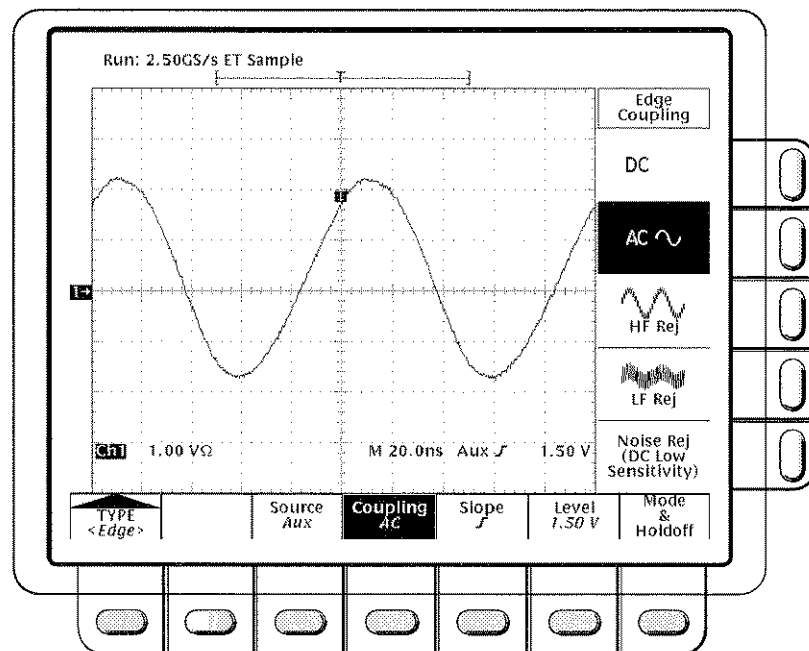 Run: 2.50GS/s ET Sample
T
Edge
Coupling
DC
T
AC
1→
HF Rej
LF Rej
Ch1 1.00 VΩ M 20.0ns Aux ƒ 1.50 V
Noise Rej
(DC Low
Sensitivity)
TYPE
<Edge>
Source
Aux
Coupling
AC
Slope
ƒ
Level
1.50 V
Mode
&
Holdoff